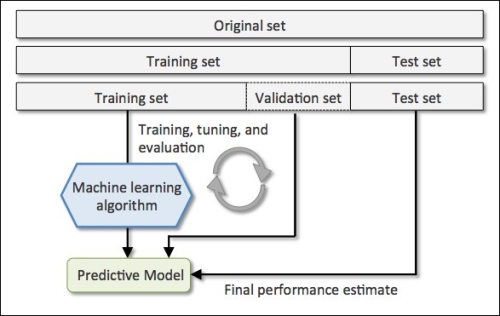 Original set
Training set
Test set
Training set
Validation set
Test set
Training, tuning, and
evaluation
Machine learning
algorithm
Predictive Model
Final performance estimate